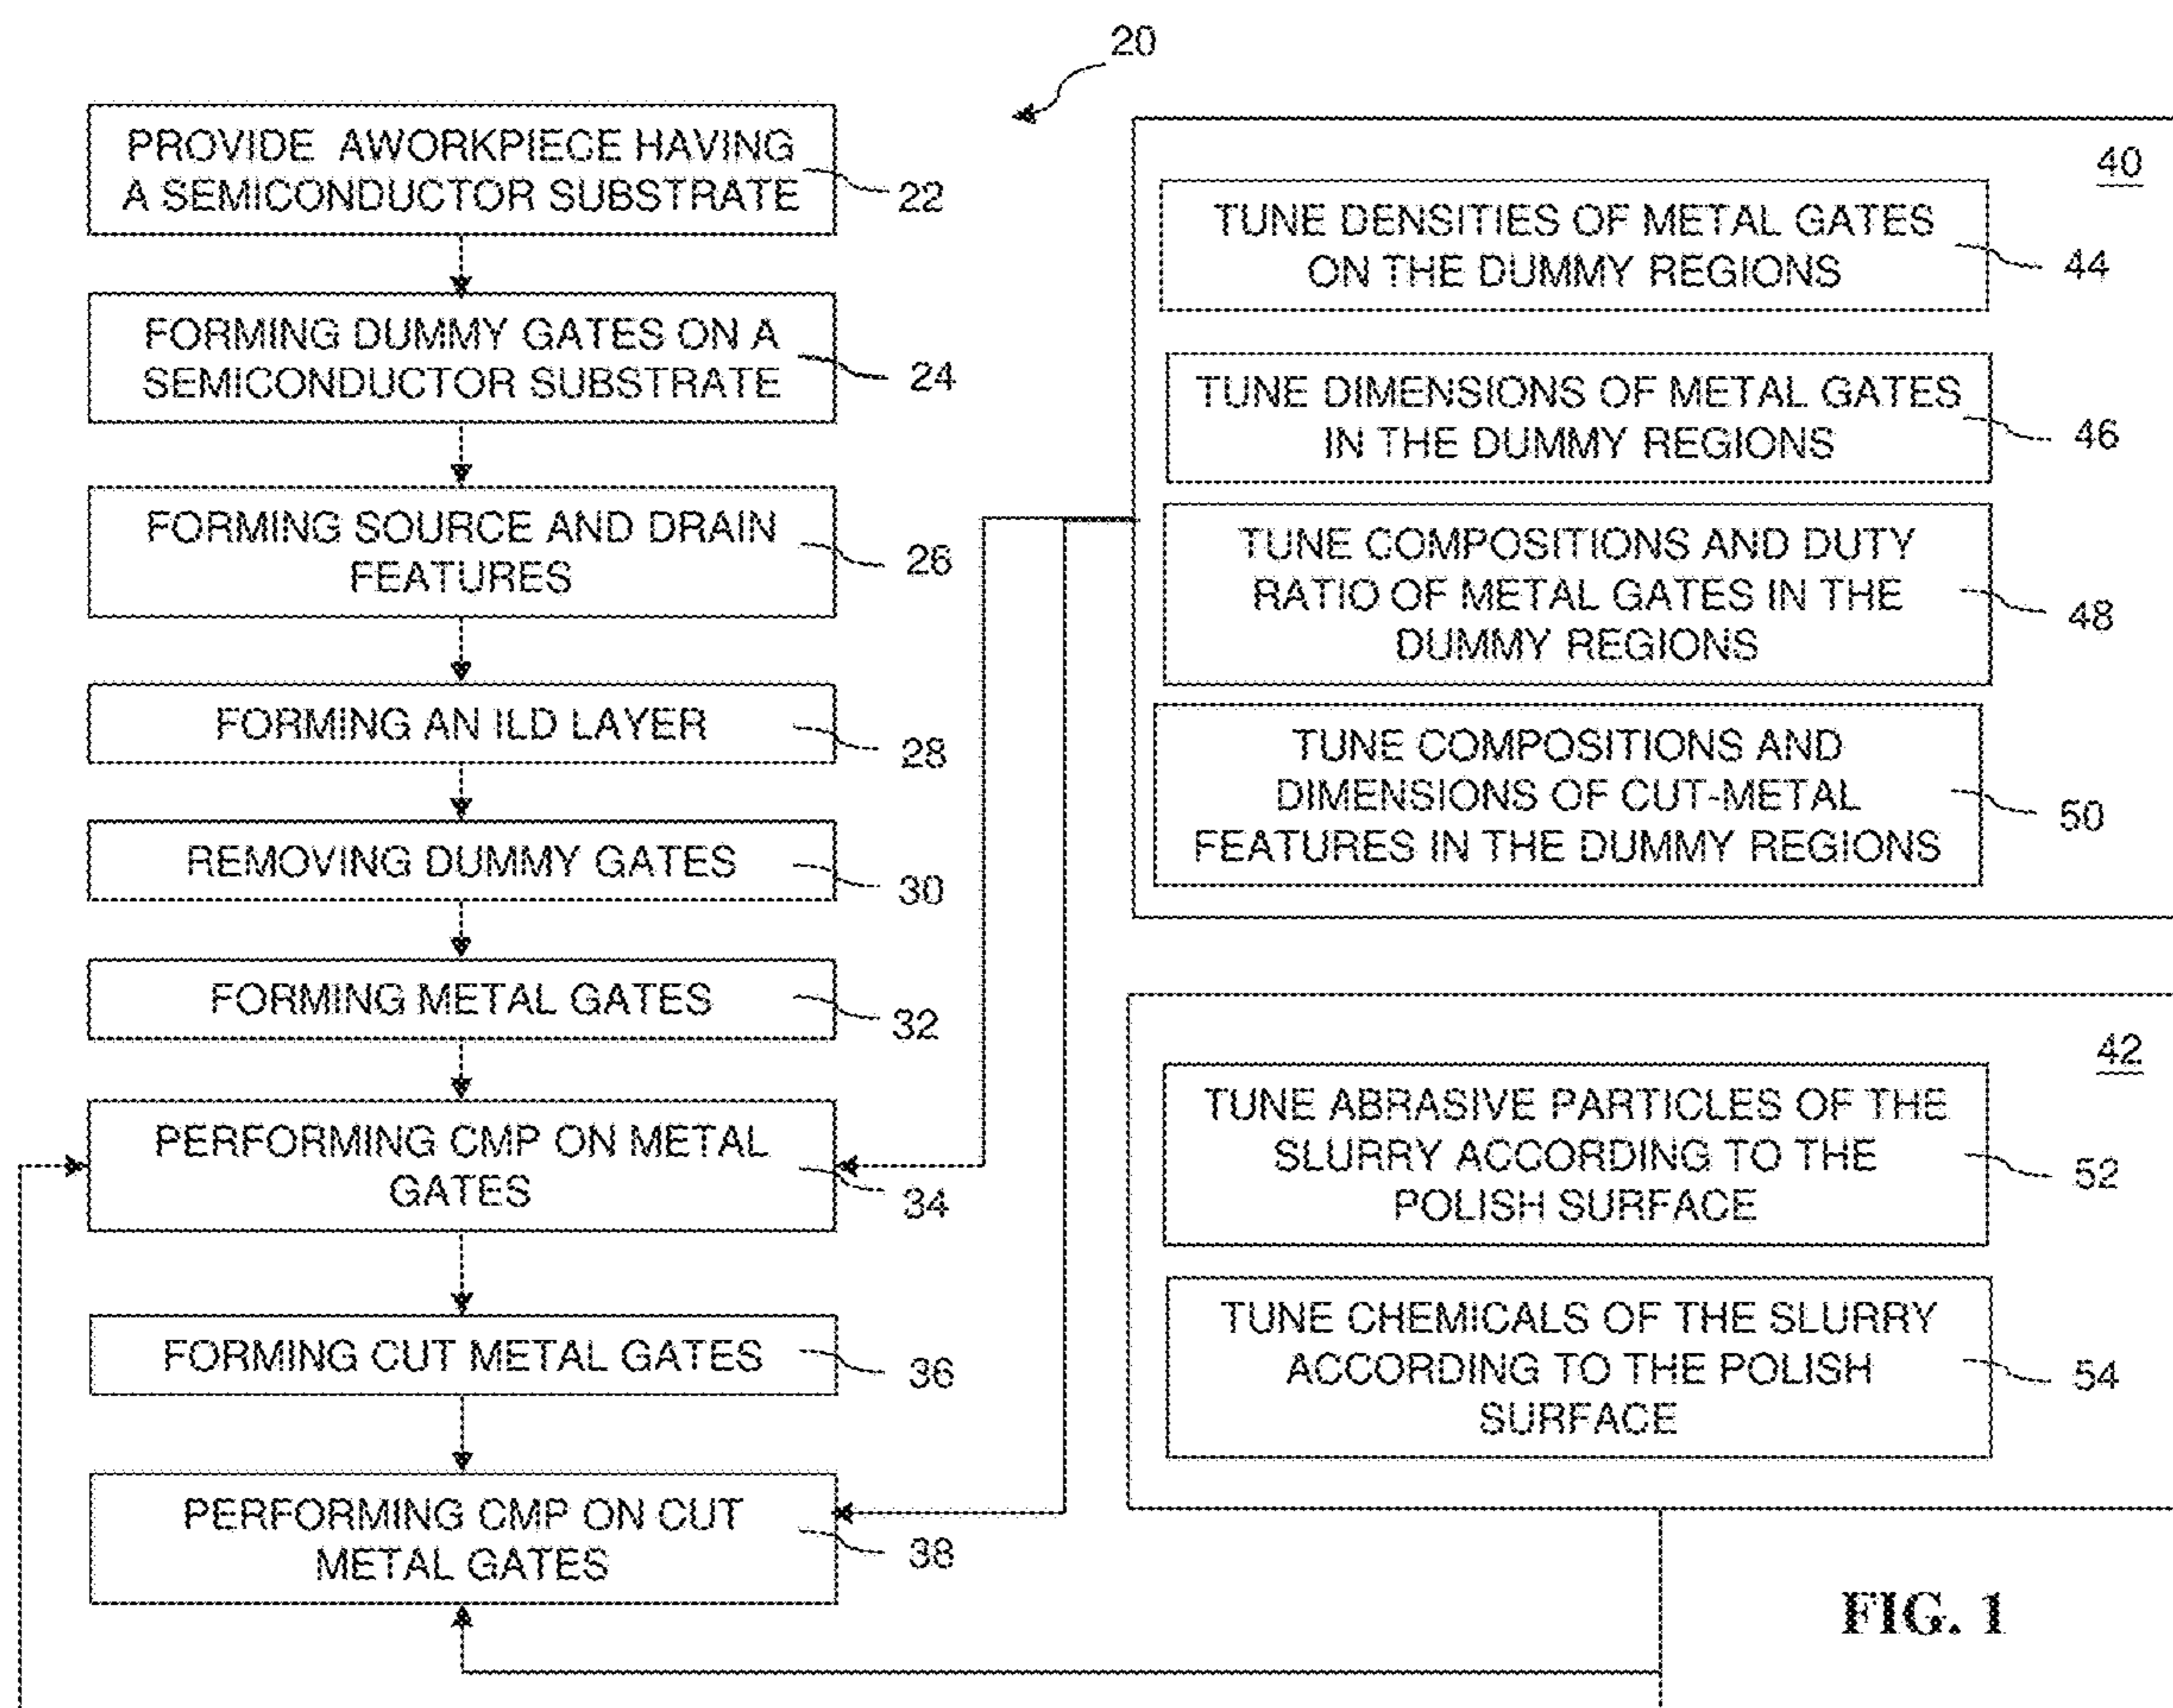 20
PROVIDE AWORKPIECE HAVING
A SEMICONDUCTOR SUBSTRATE
22
FORMING DUMMY GATES ON A
SEMICONDUCTOR SUBSTRATE
24
FORMING SOURCE AND DRAIN
FEATURES
26
FORMING AN ILD LAYER
28
REMOVING DUMMY GATES
30
FORMING METAL GATES
32
PERFORMING CMP ON METAL
GATES
34
FORMING CUT METAL GATES
36
PERFORMING CMP ON CUT
METAL GATES
38
40
TUNE DENSITIES OF METAL GATES
ON THE DUMMY REGIONS
44
TUNE DIMENSIONS OF METAL GATES
IN THE DUMMY REGIONS
46
TUNE COMPOSITIONS AND DUTY
RATIO OF METAL GATES IN THE
DUMMY REGIONS
48
TUNE COMPOSITIONS AND
DIMENSIONS OF CUT-METAL
FEATURES IN THE DUMMY REGIONS
50
42
TUNE ABRASIVE PARTICLES OF THE
SLURRY ACCORDING TO THE
POLISH SURFACE
52
TUNE CHEMICALS OF THE SLURRY
ACCORDING TO THE POLISH
SURFACE
54
FIG. 1